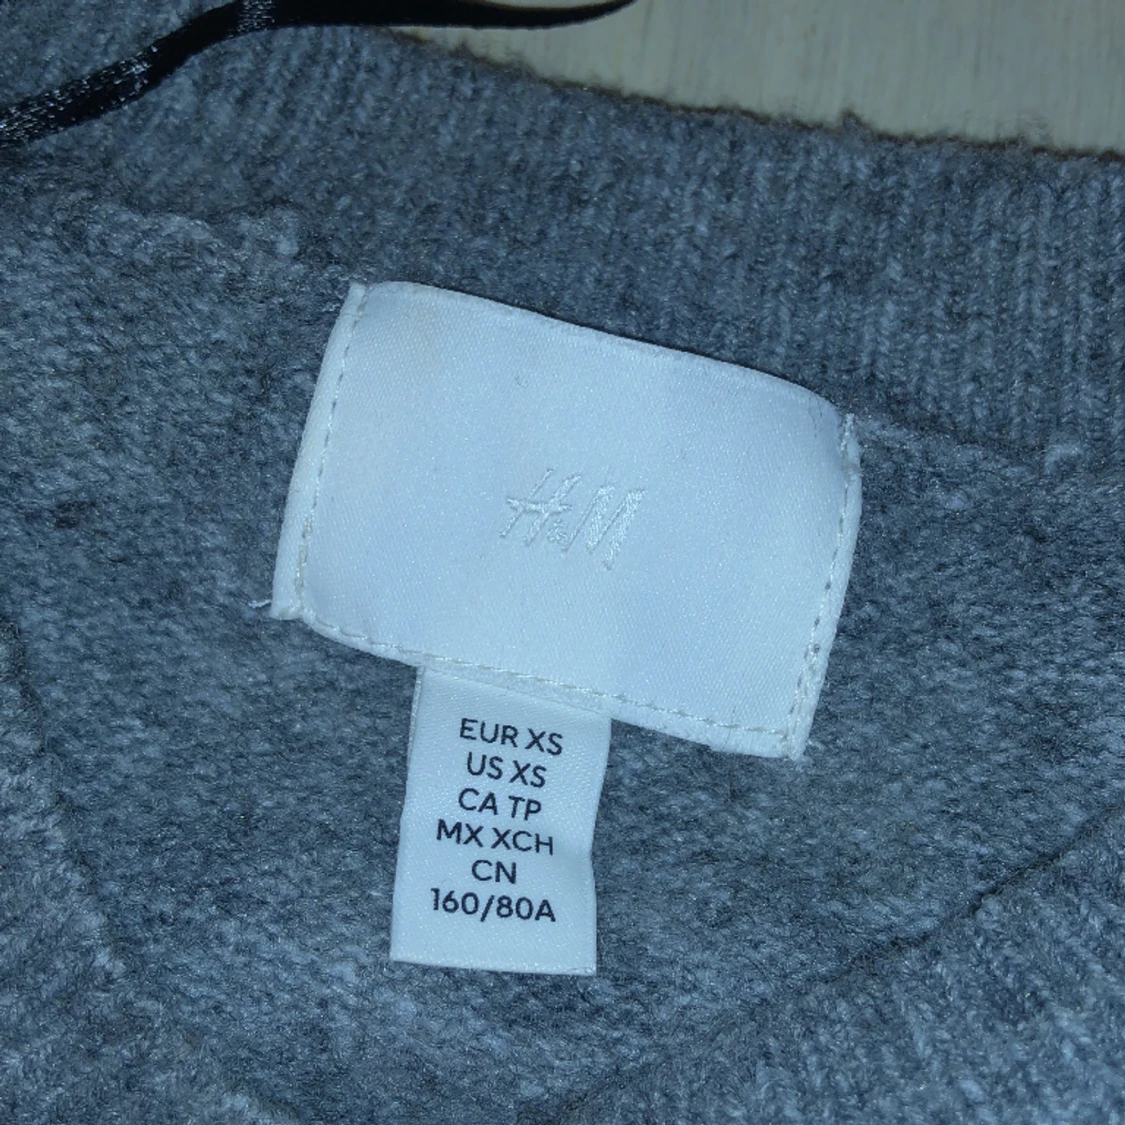 H&M
EUR XS
US XS
CA TP
MX XCH
CN
160/80A